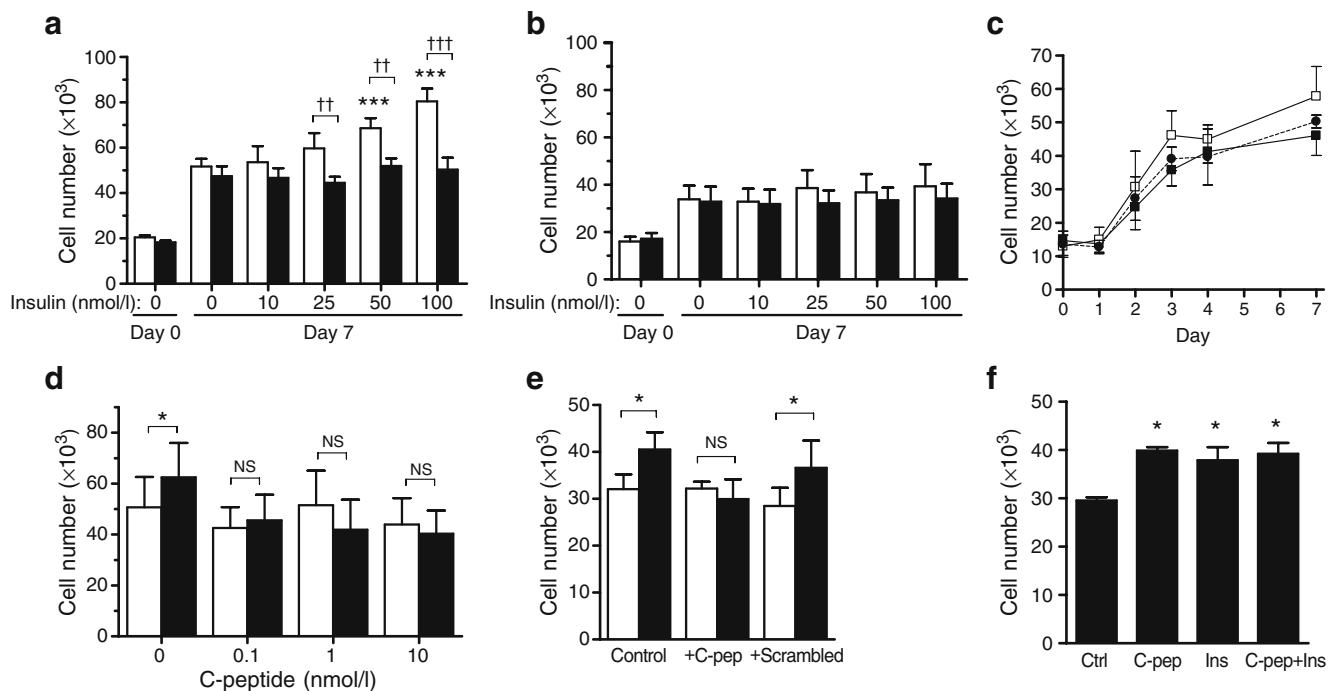 a
Cell number (×10³)
100
80
60
40
20
0
†† †† †††
*** ***
Insulin (nmol/l): 0 0 10 25 50 100
Day 0 Day 7
b
Cell number (×10³)
100
80
60
40
20
0
Insulin (nmol/l): 0 0 10 25 50 100
Day 0 Day 7
c
Cell number (×10³)
70
60
50
40
30
20
10
0
0 1 2 3 4 5 6 7
Day
d
Cell number (×10³)
80
60
40
20
0
* NS NS NS
0 0.1 1 10
C-peptide (nmol/l)
e
Cell number (×10³)
50
40
30
20
10
0
* NS *
Control +C-pep +Scrambled
f
Cell number (×10³)
50
40
30
20
10
0
* * *
Ctrl C-pep Ins C-pep+Ins